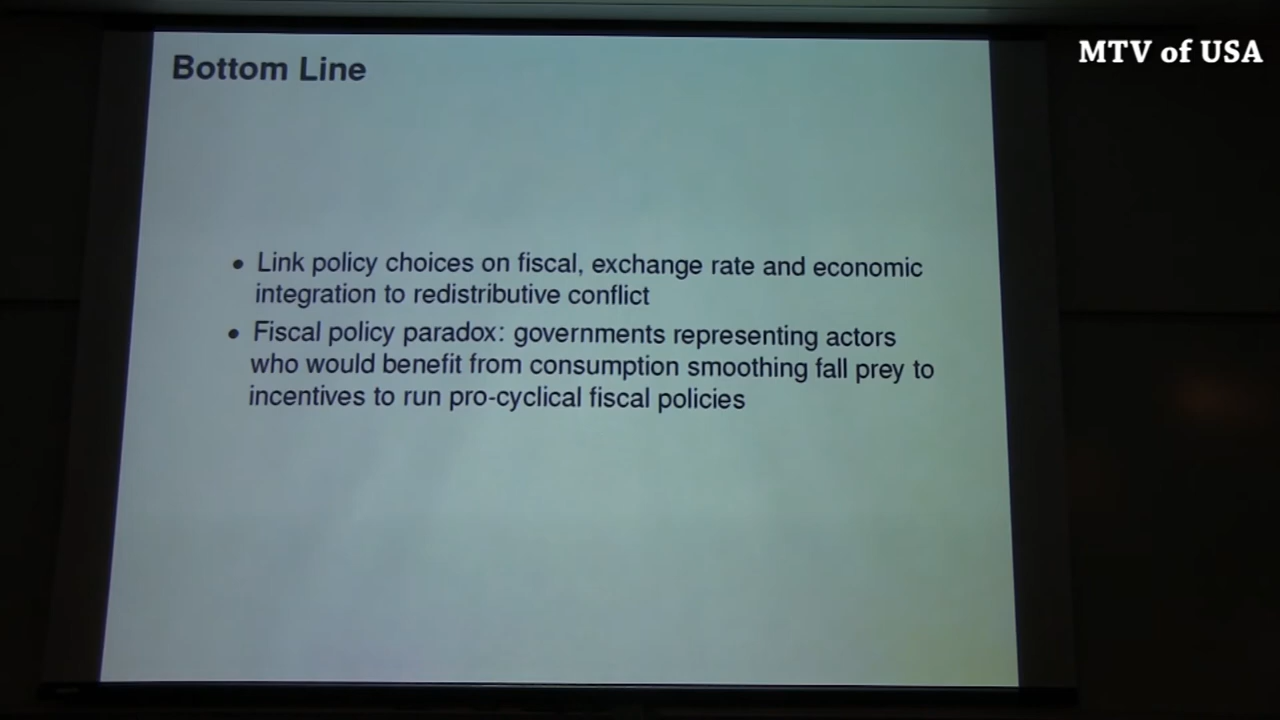 MTV of USA
Bottom Line
• Link policy choices on fiscal, exchange rate and economic
integration to redistributive conflict
• Fiscal policy paradox: governments representing actors
who would benefit from consumption smoothing fall prey to
incentives to run pro-cyclical fiscal policies